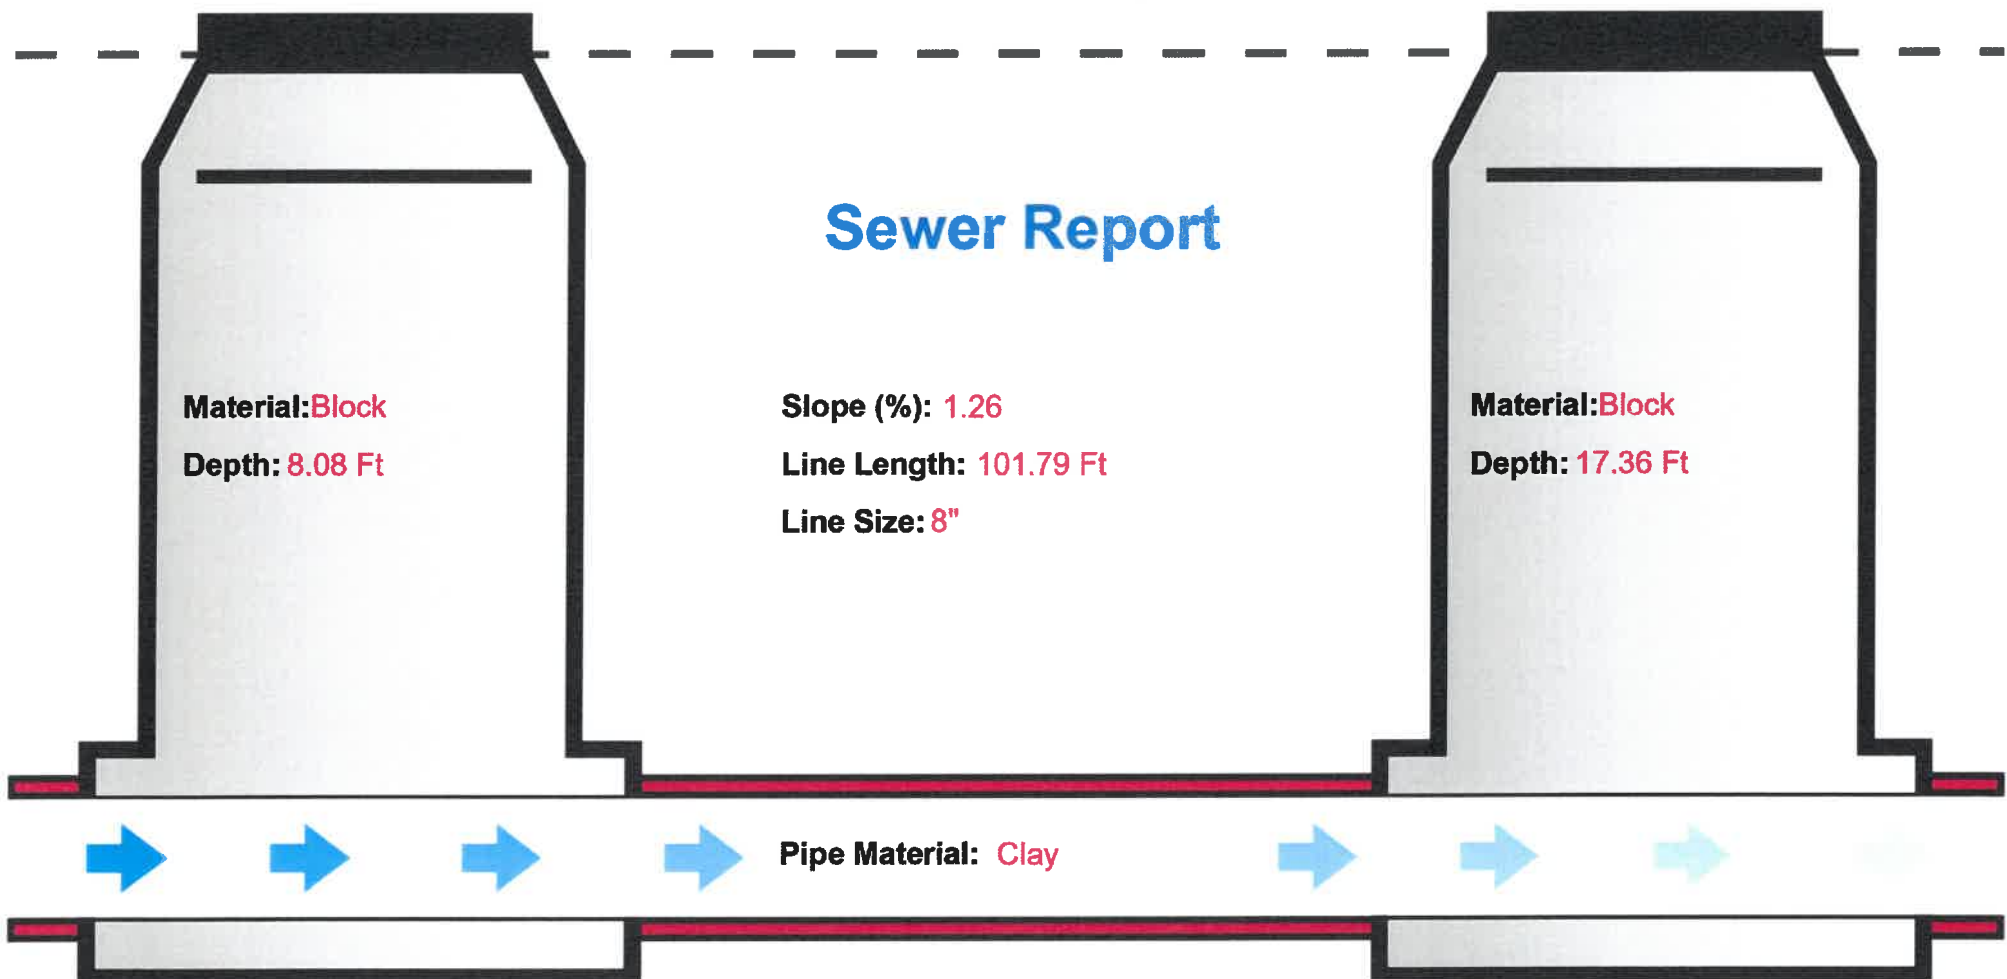 Sewer Report
Material:Block
Depth: 8.08 Ft
Slope (%): 1.26
Line Length: 101.79 Ft
Line Size: 8"
Material:Block
Depth: 17.36 Ft
Pipe Material: Clay